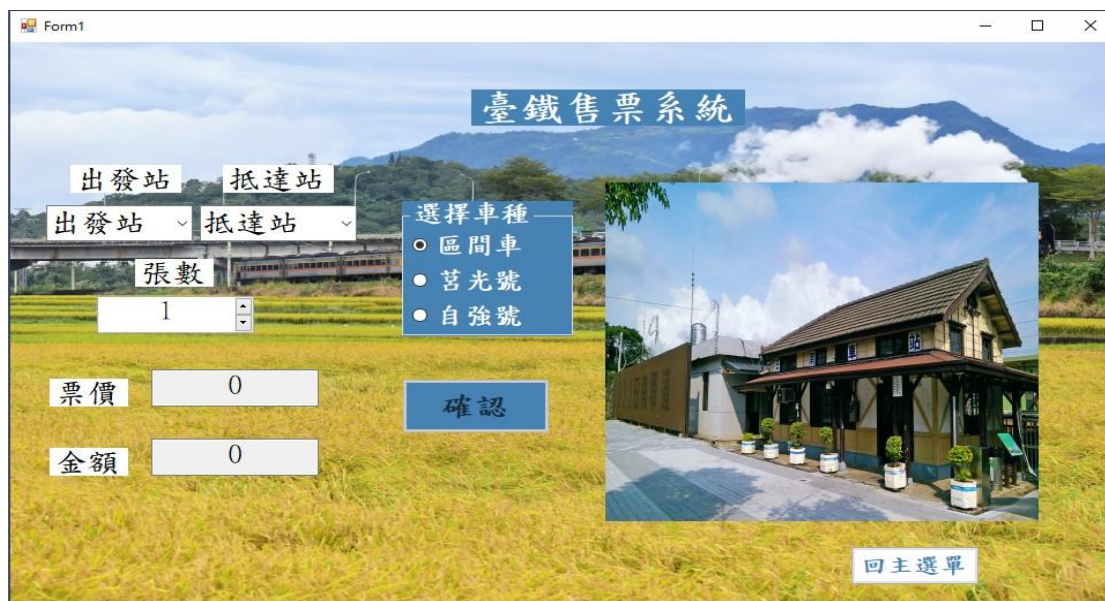 Form1
臺鐵售票系統
出發站 抵達站
出發站 抵達站
選擇車種
區間車
莒光號
自強號
張數
1
票價 0
金額 0
確認
站
回主選單